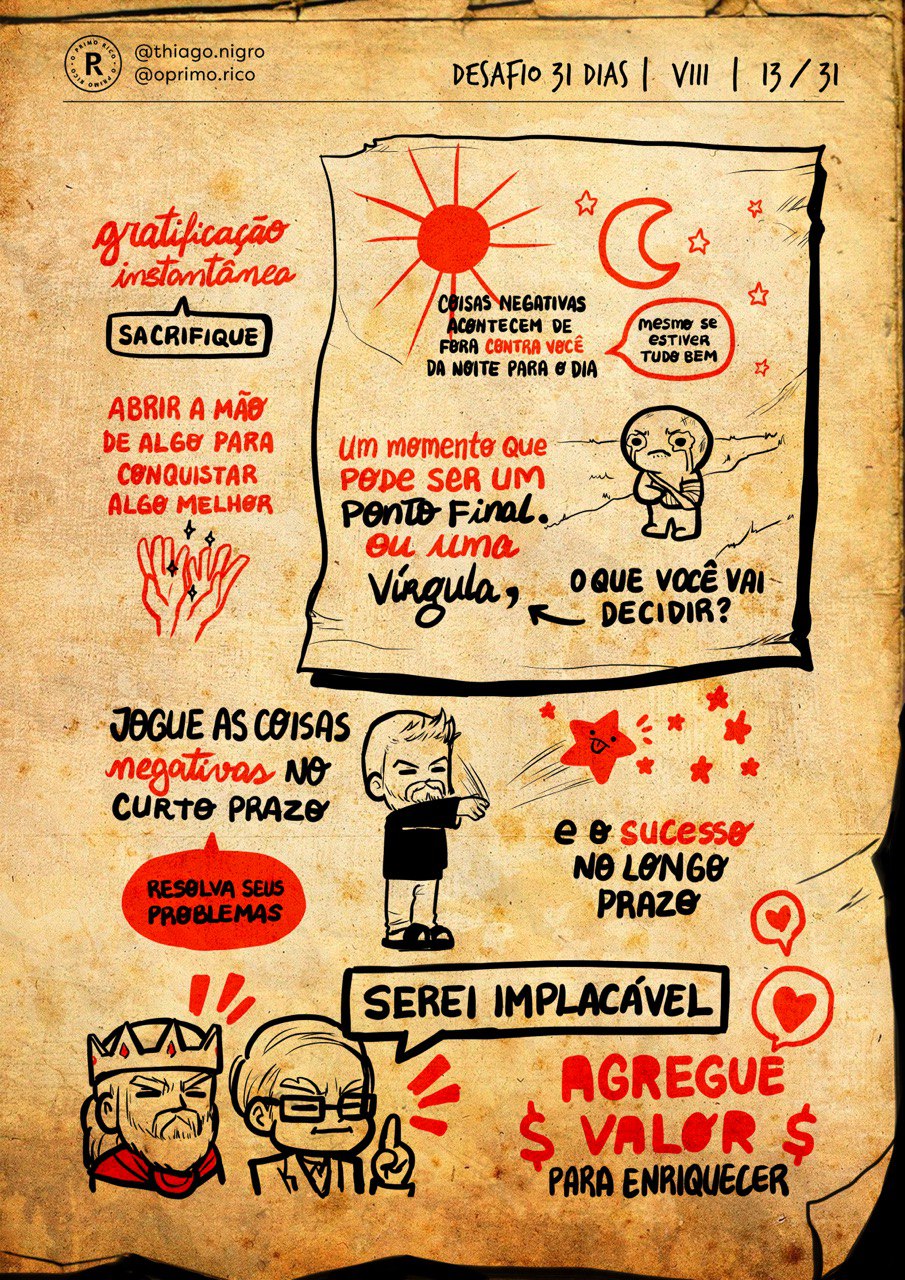 R
O PRIMO RICO • O PRIMO RICO •
@thiago.nigro
@oprimo.rico
DESAFIO 31 DIAS | VIII | 13 / 31
gratificação
instantânea
SACRIFIQUE
ABRIR A MÃO
DE ALGO PARA
CONQUISTAR
ALGO MELHOR
COISAS NEGATIVAS
ACONTECEM DE
FORA CONTRA VOCÊ
DA NOITE PARA O DIA
MESMO SE
ESTIVER
TUDO BEM
Um momento que
PODE SER UM
PONTO FINAL.
OU UMA
Vírgula,
O QUE VOCÊ VAI
DECIDIR?
JOGUE AS COISAS
negativas NO
CURTO PRAZO
RESOLVA SEUS
PROBLEMAS
e o sucesso
NO LONGO
PRAZO
SEREI IMPLACÁVEL
AGREGUE
$ VALOR $
PARA ENRIQUECER